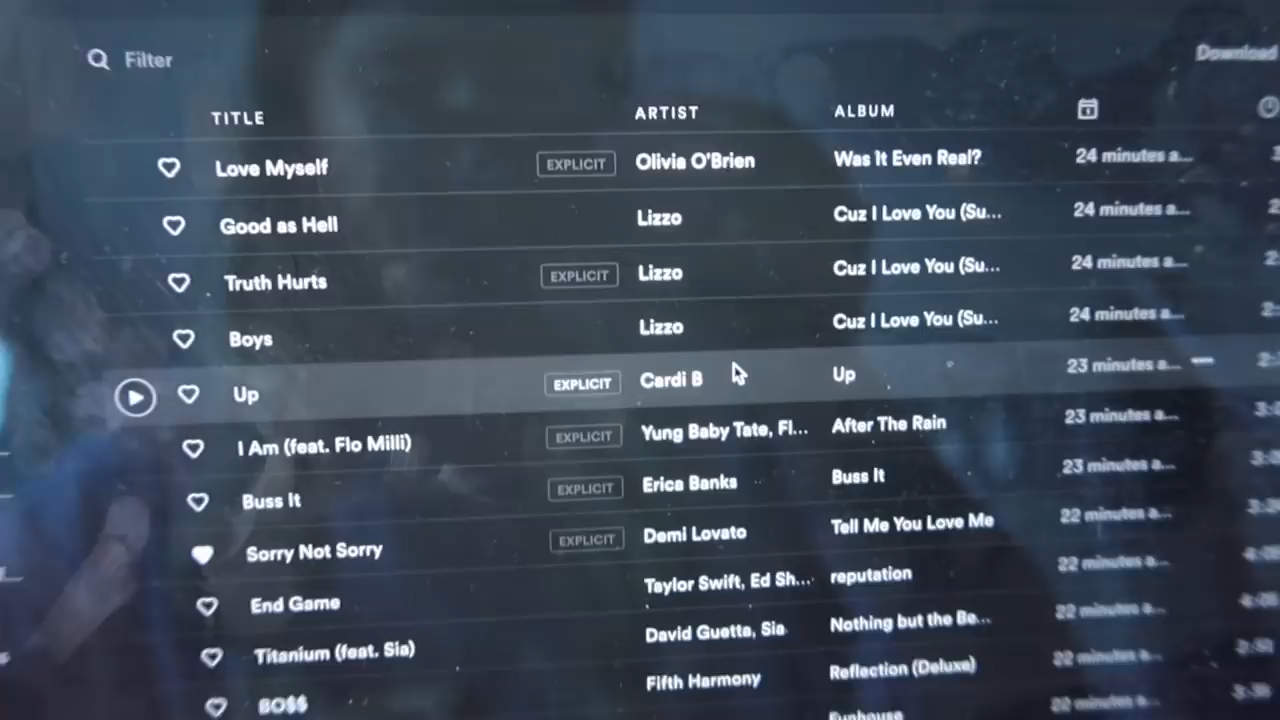 Filter
Download
TITLE ARTIST ALBUM
Love Myself EXPLICIT Olivia O'Brien Was It Even Real? 24 minutes a...
Good as Hell Lizzo Cuz I Love You (Su... 24 minutes a...
Truth Hurts EXPLICIT Lizzo Cuz I Love You (Su... 24 minutes a...
Boys Lizzo Cuz I Love You (Su... 24 minutes a...
Up EXPLICIT Cardi B Up 23 minutes a...
I Am (feat. Flo Milli) EXPLICIT Yung Baby Tate, Fl... After The Rain 23 minutes a...
Buss It EXPLICIT Erica Banks Buss It 23 minutes a...
Sorry Not Sorry EXPLICIT Demi Lovato Tell Me You Love Me 22 minutes a...
End Game Taylor Swift, Ed Sh... reputation 22 minutes a...
Titanium (feat. Sia) David Guetta, Sia Nothing but the Be... 22 minutes a...
BO$$ Fifth Harmony Reflection (Deluxe) 22 minutes a...
Funhouse 22 minutes a...